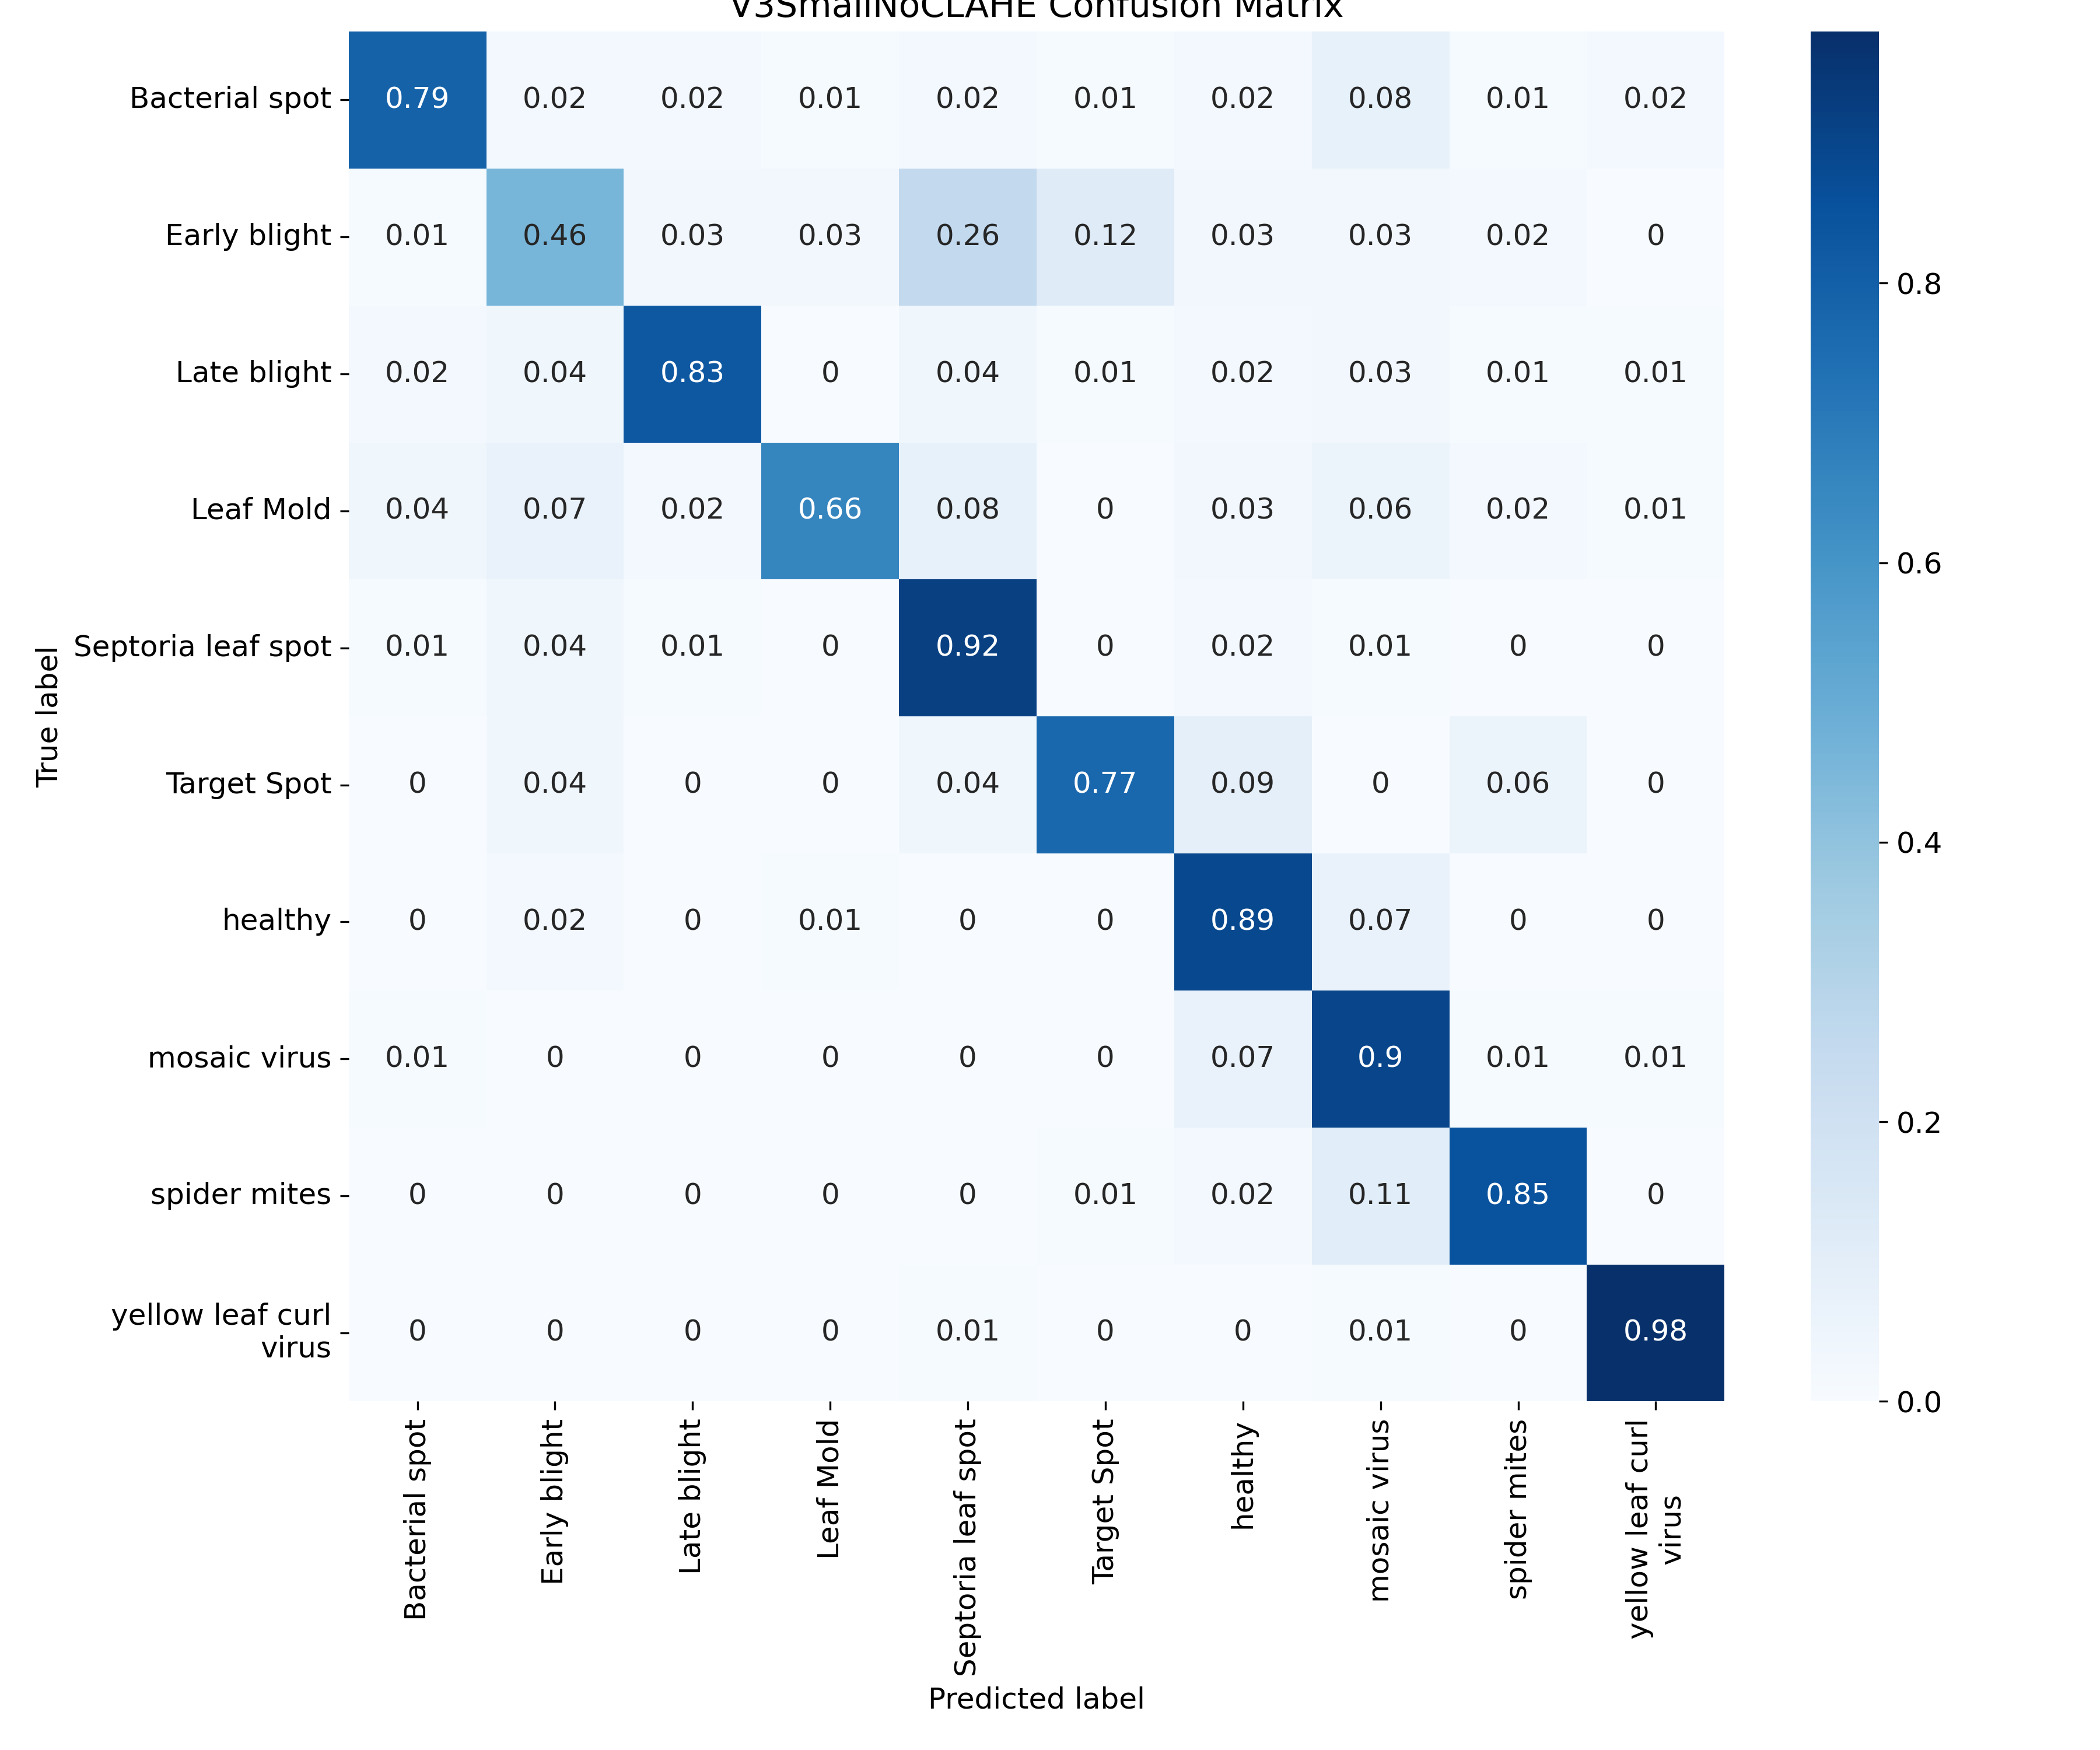 V3SmallNoCLAHE Confusion Matrix
Bacterial spot 0.79 0.02 0.02 0.01 0.02 0.01 0.02 0.08 0.01 0.02
Early blight 0.01 0.46 0.03 0.03 0.26 0.12 0.03 0.03 0.02 0
Late blight 0.02 0.04 0.83 0 0.04 0.01 0.02 0.03 0.01 0.01
Leaf Mold 0.04 0.07 0.02 0.66 0.08 0 0.03 0.06 0.02 0.01
Septoria leaf spot 0.01 0.04 0.01 0 0.92 0 0.02 0.01 0 0
Target Spot 0 0.04 0 0 0.04 0.77 0.09 0 0.06 0
healthy 0 0.02 0 0.01 0 0 0.89 0.07 0 0
mosaic virus 0.01 0 0 0 0 0 0.07 0.9 0.01 0.01
spider mites 0 0 0 0 0 0.01 0.02 0.11 0.85 0
yellow leaf curl
virus 0 0 0 0 0.01 0 0 0.01 0 0.98
True label
0.8
0.6
0.4
0.2
0.0
Bacterial spot
Early blight
Late blight
Leaf Mold
Septoria leaf spot
Target Spot
healthy
mosaic virus
spider mites
yellow leaf curl
virus
Predicted label